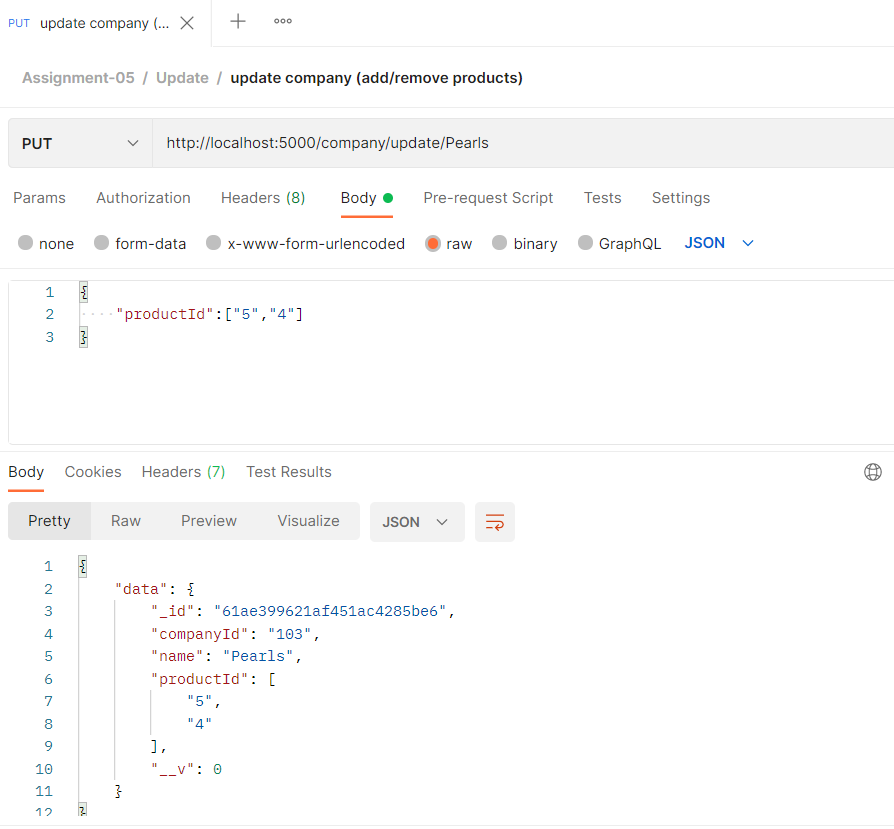 PUT update company (...
Assignment-05 / Update / update company (add/remove products)
PUT http://localhost:5000/company/update/Pearls
Params Authorization Headers (8) Body Pre-request Script Tests Settings
none form-data x-www-form-urlencoded raw binary GraphQL JSON
1 {
2 ····"productId":["5","4"]
3 }
Body Cookies Headers (7) Test Results
Pretty Raw Preview Visualize JSON
1 {
2 "data": {
3 "_id": "61ae399621af451ac4285be6",
4 "companyId": "103",
5 "name": "Pearls",
6 "productId": [
7 "5",
8 "4"
9 ],
10 "__v": 0
11 }
12 }